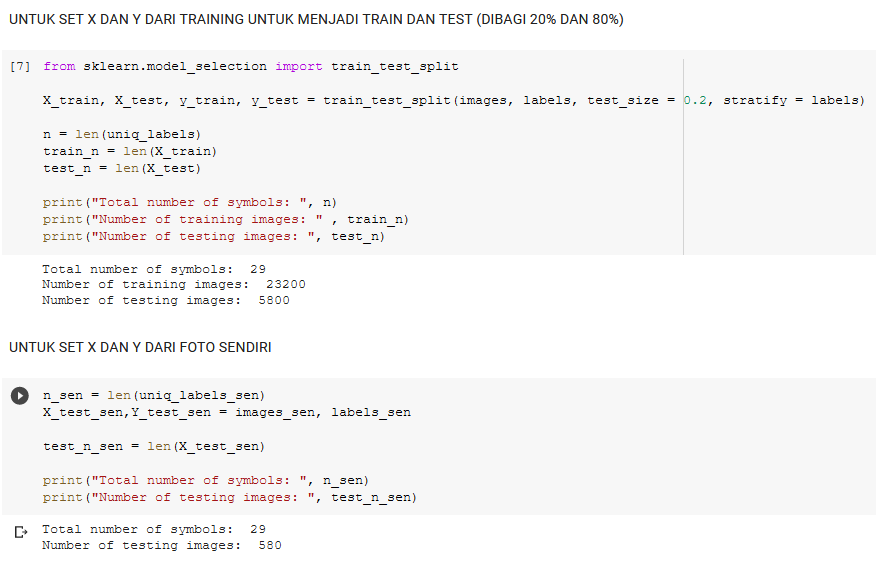 UNTUK SET X DAN Y DARI TRAINING UNTUK MENJADI TRAIN DAN TEST (DIBAGI 20% DAN 80%)
[7] from sklearn.model_selection import train_test_split
X_train, X_test, y_train, y_test = train_test_split(images, labels, test_size = 0.2, stratify = labels)
n = len(uniq_labels)
train_n = len(X_train)
test_n = len(X_test)
print("Total number of symbols: ", n)
print("Number of training images: " , train_n)
print("Number of testing images: ", test_n)
Total number of symbols:  29
Number of training images:  23200
Number of testing images:  5800
UNTUK SET X DAN Y DARI FOTO SENDIRI
n_sen = len(uniq_labels_sen)
X_test_sen,Y_test_sen = images_sen, labels_sen
test_n_sen = len(X_test_sen)
print("Total number of symbols: ", n_sen)
print("Number of testing images: ", test_n_sen)
Total number of symbols:  29
Number of testing images:  580